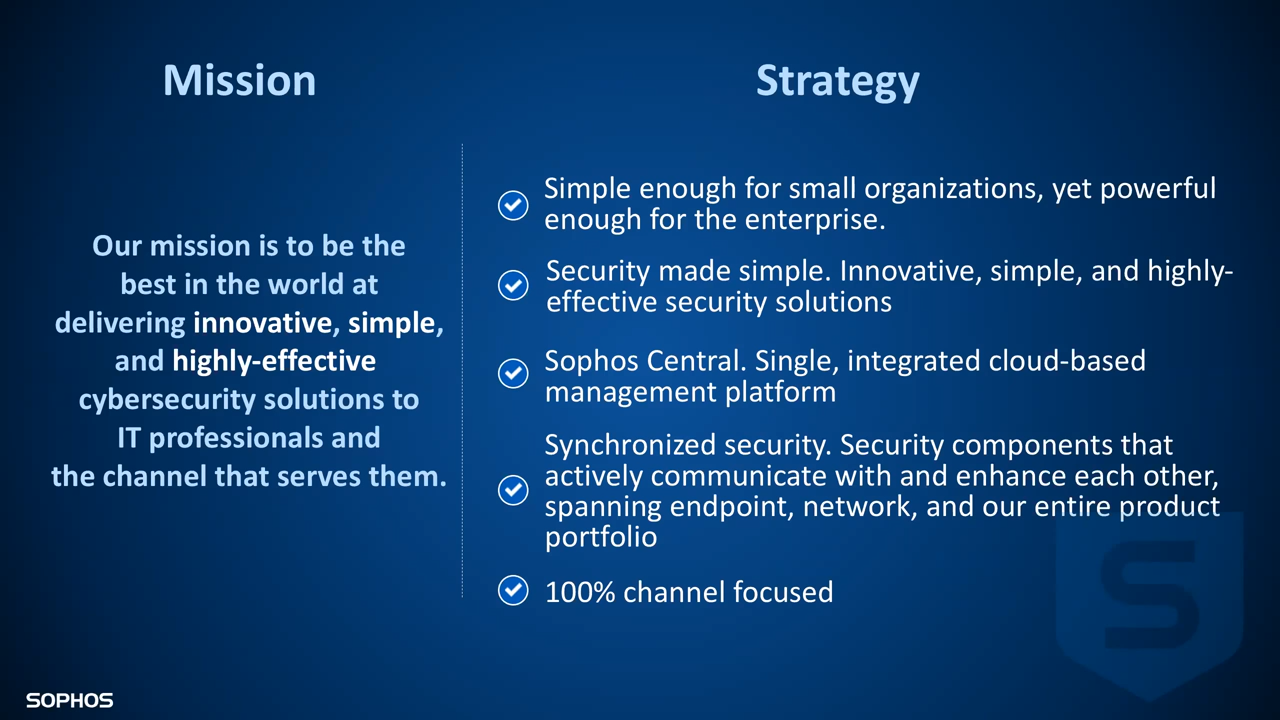 Mission
Our mission is to be the
best in the world at
delivering innovative, simple,
and highly-effective
cybersecurity solutions to
IT professionals and
the channel that serves them.
Strategy
Simple enough for small organizations, yet powerful
enough for the enterprise.
Security made simple. Innovative, simple, and highly-
effective security solutions
Sophos Central. Single, integrated cloud-based
management platform
Synchronized security. Security components that
actively communicate with and enhance each other,
spanning endpoint, network, and our entire product
portfolio
100% channel focused
S
SOPHOS